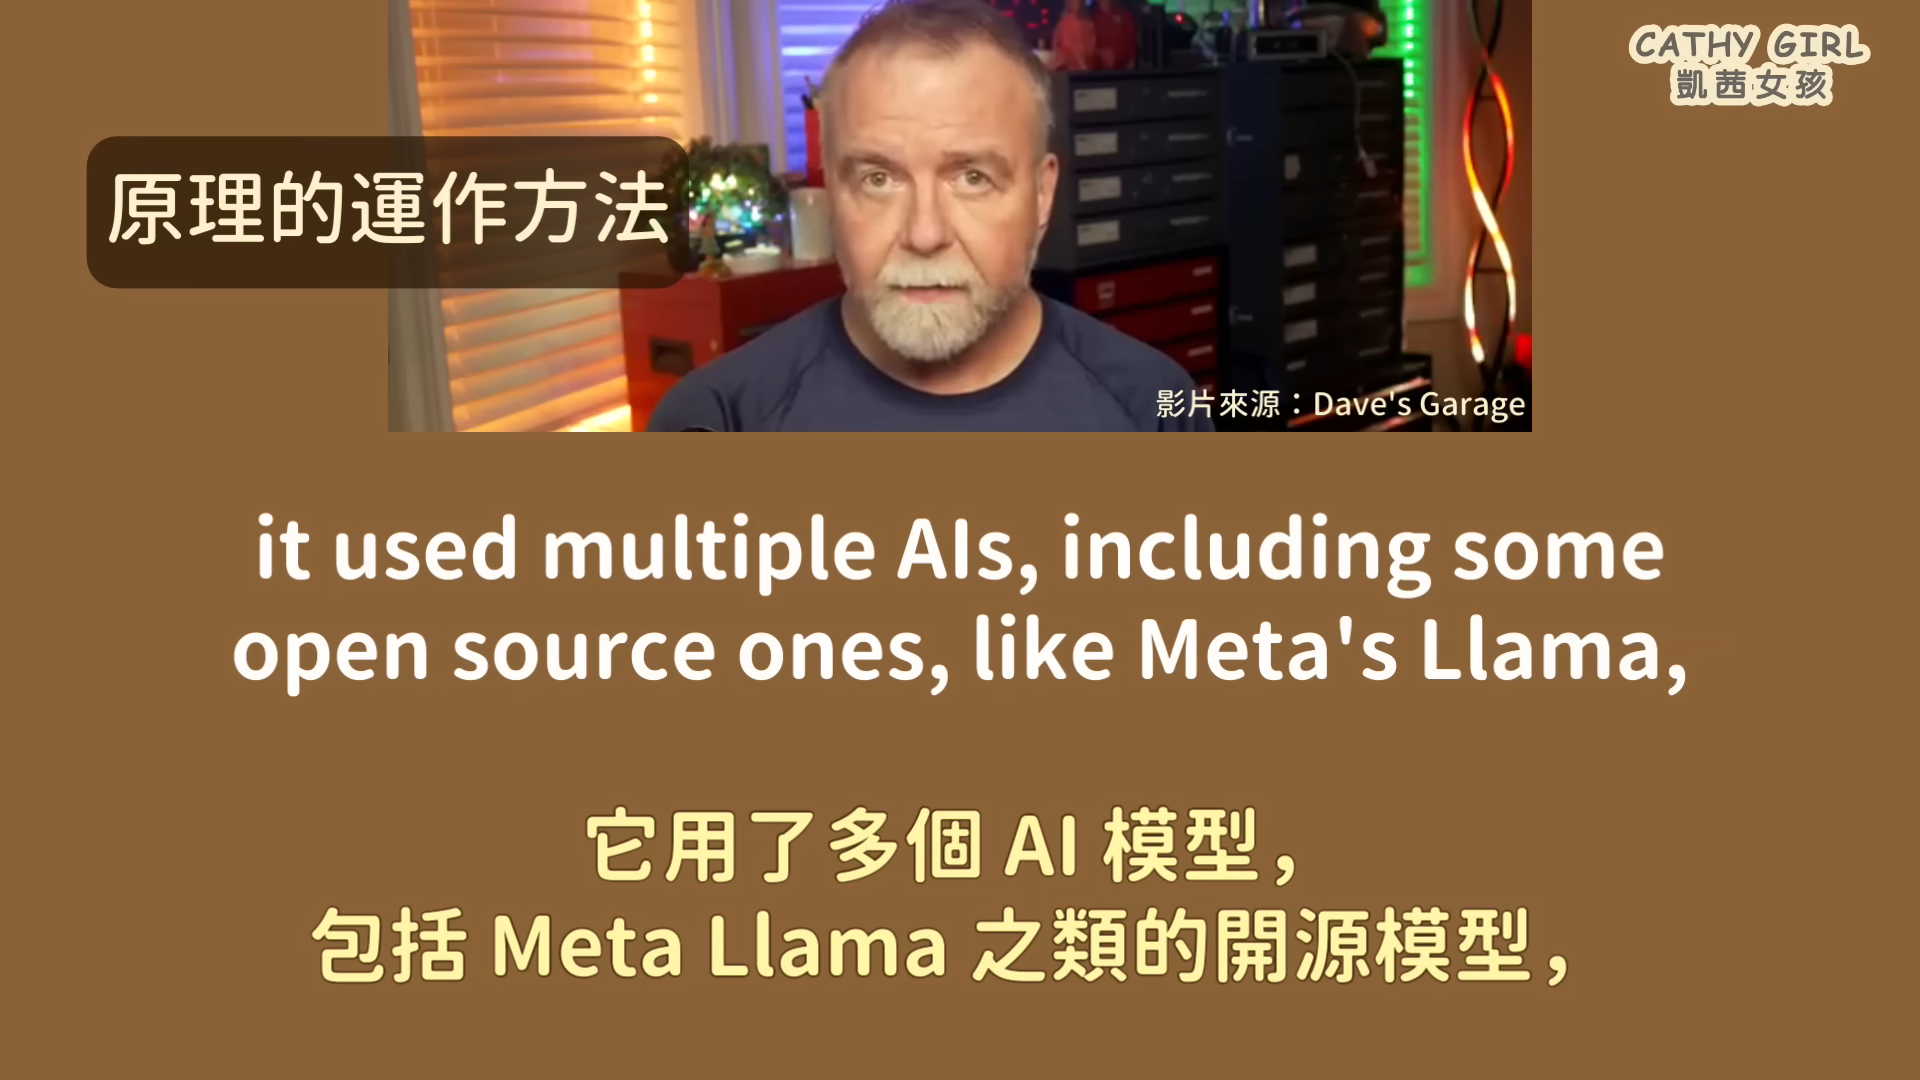 CATHY GIRL
凱茜女孩
原理的運作方法
影片來源：Dave's Garage
it used multiple AIs, including some
open source ones, like Meta's Llama,
它用了多個 AI 模型，
包括 Meta Llama 之類的開源模型，